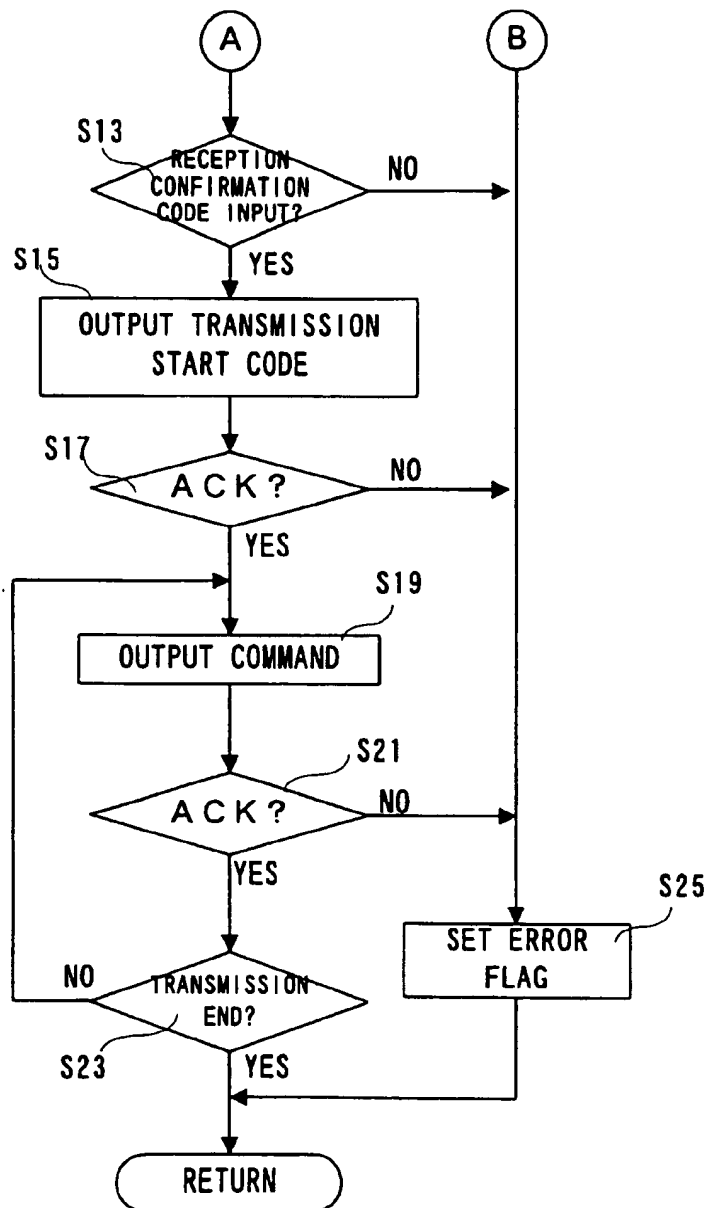 A
B
S13
RECEPTION
CONFIRMATION
CODE INPUT?
NO
YES
S15
OUTPUT TRANSMISSION
START CODE
S17
ACK?
NO
YES
S19
OUTPUT COMMAND
S21
ACK?
NO
YES
S25
SET ERROR
FLAG
NO
TRANSMISSION
END?
S23
YES
RETURN